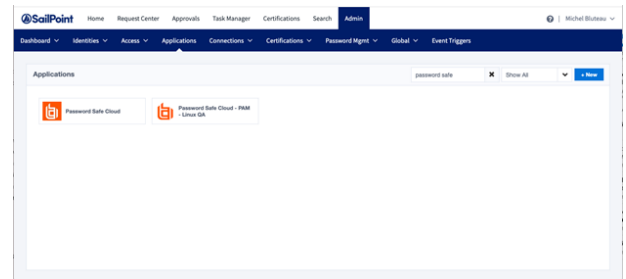 SailPoint Home Request Center Approvals Task Manager Certifications Search Admin Michel Bluteau
Dashboard Identities Access Applications Connections Certifications Password Mgmt Global Event Triggers
Applications password safe Show All + New
Password Safe Cloud
Password Safe Cloud - PAM
- Linux QA